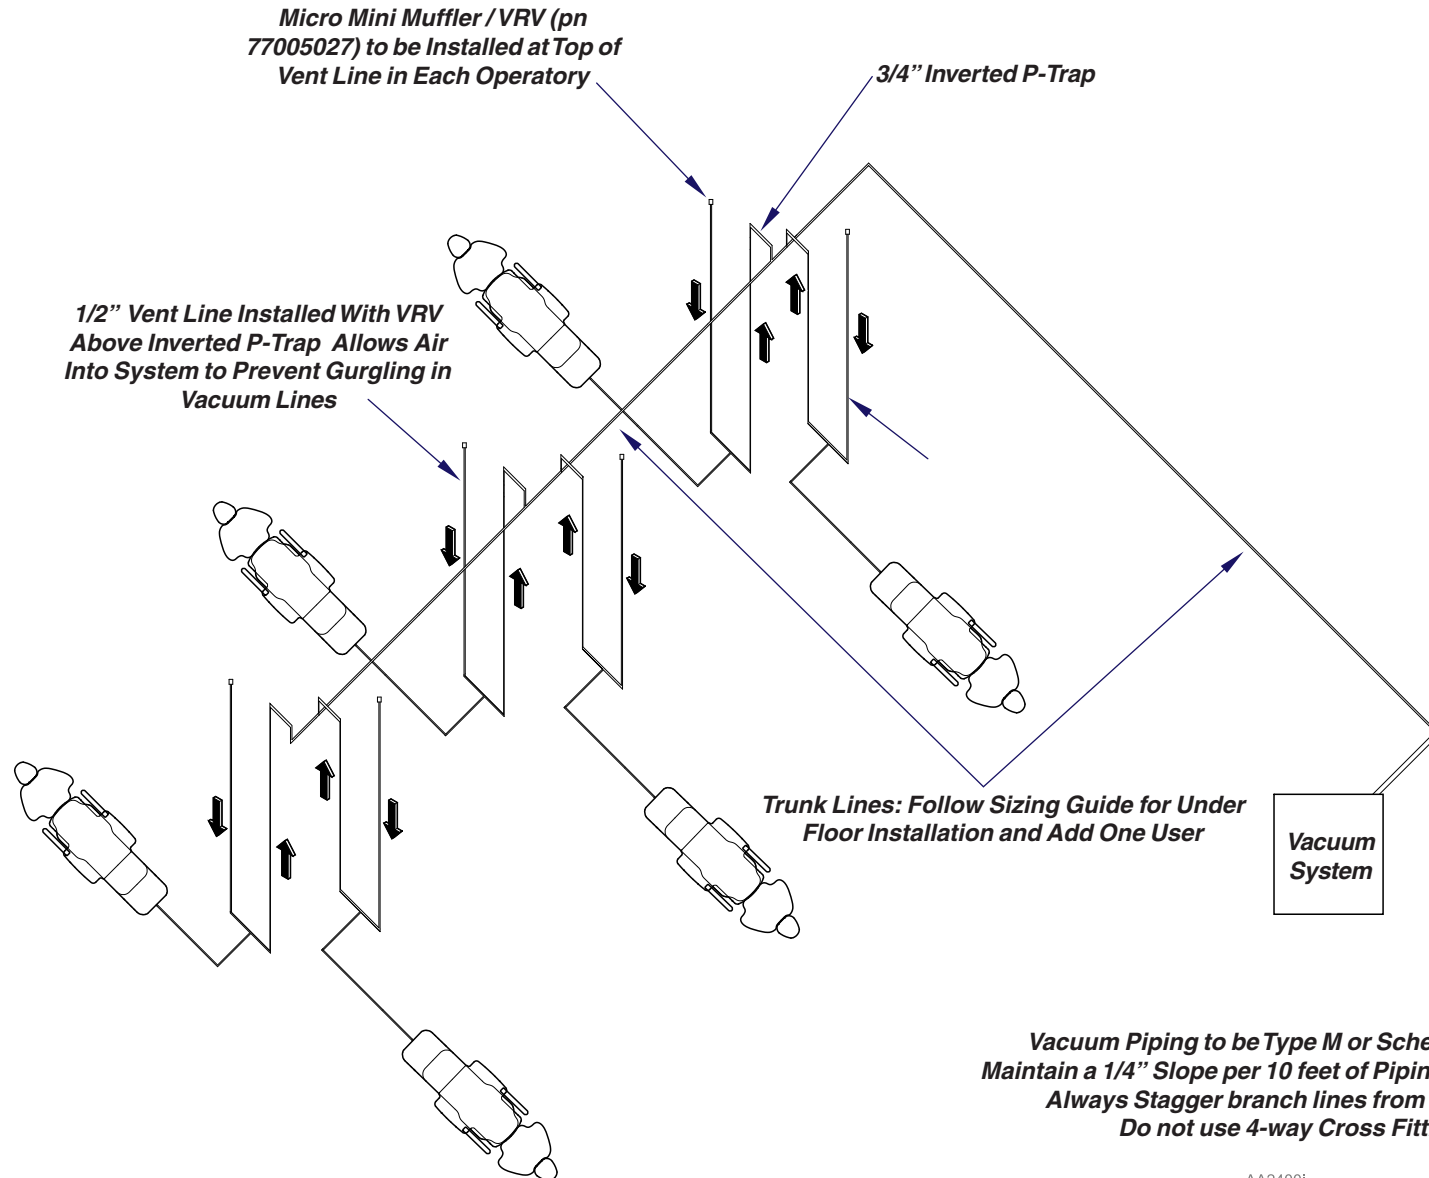 Micro Mini Muffler / VRV (pn
77005027) to be Installed at Top of
Vent Line in Each Operatory
3/4” Inverted P-Trap
1/2” Vent Line Installed With VRV
Above Inverted P-Trap Allows Air
Into System to Prevent Gurgling in
Vacuum Lines
Trunk Lines: Follow Sizing Guide for Under
Floor Installation and Add One User
Vacuum
System
Vacuum Piping to be Type M or Sche
Maintain a 1/4” Slope per 10 feet of Pipin
Always Stagger branch lines from
Do not use 4-way Cross Fitt